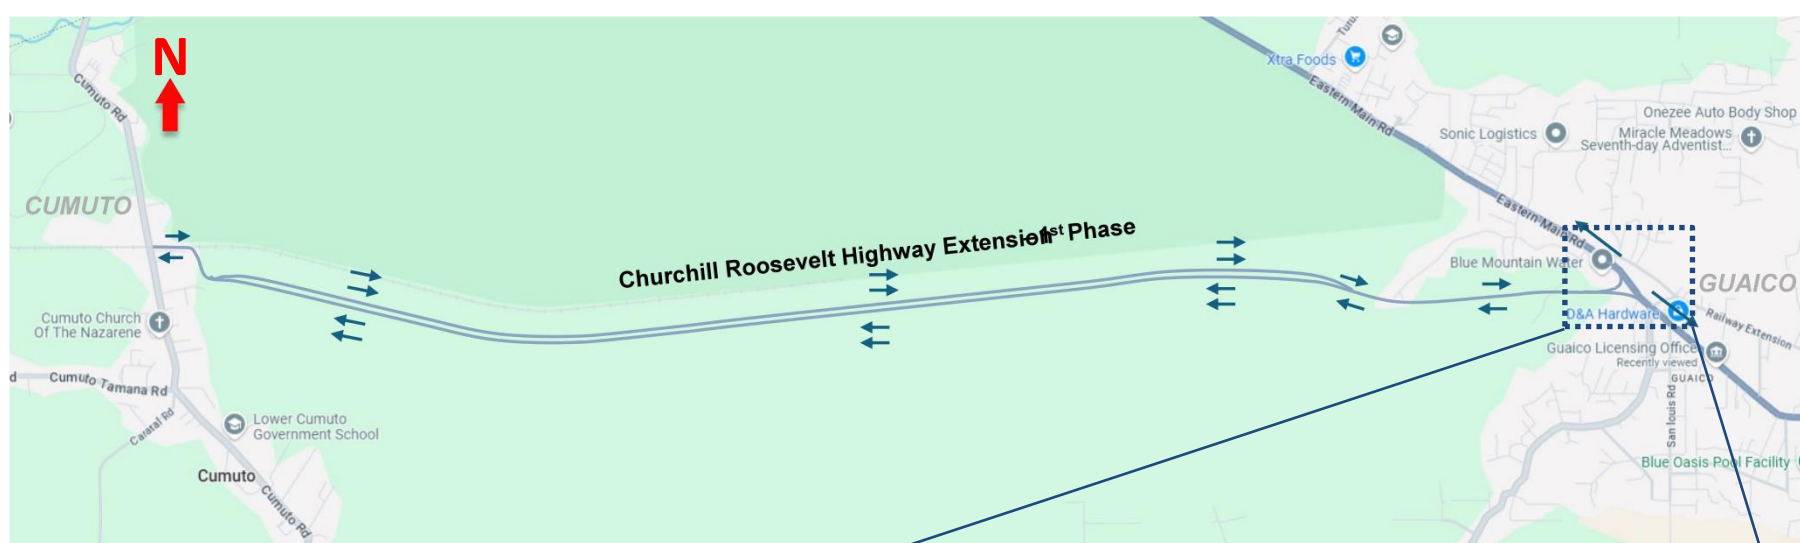 N
Cumuto Rd
CUMUTO
Cumuto Church
Of The Nazarene
d
Cumuto Tamana Rd
Caratal Rd
Lower Cumuto
Government School
Cumuto
Cumuto Rd
Churchill Roosevelt Highway Extension-1st Phase
Xtra Foods
Eastern Main Rd
Onezee Auto Body Shop
Sonic Logistics
Miracle Meadows
Seventh-day Adventist...
Eastern Main Rd
Blue Mountain Water
GUAICO
D&A Hardware
Railway Extension
Guaico Licensing Office
Recently viewed
GUAICO
San louis Rd
Blue Oasis Pool Facility